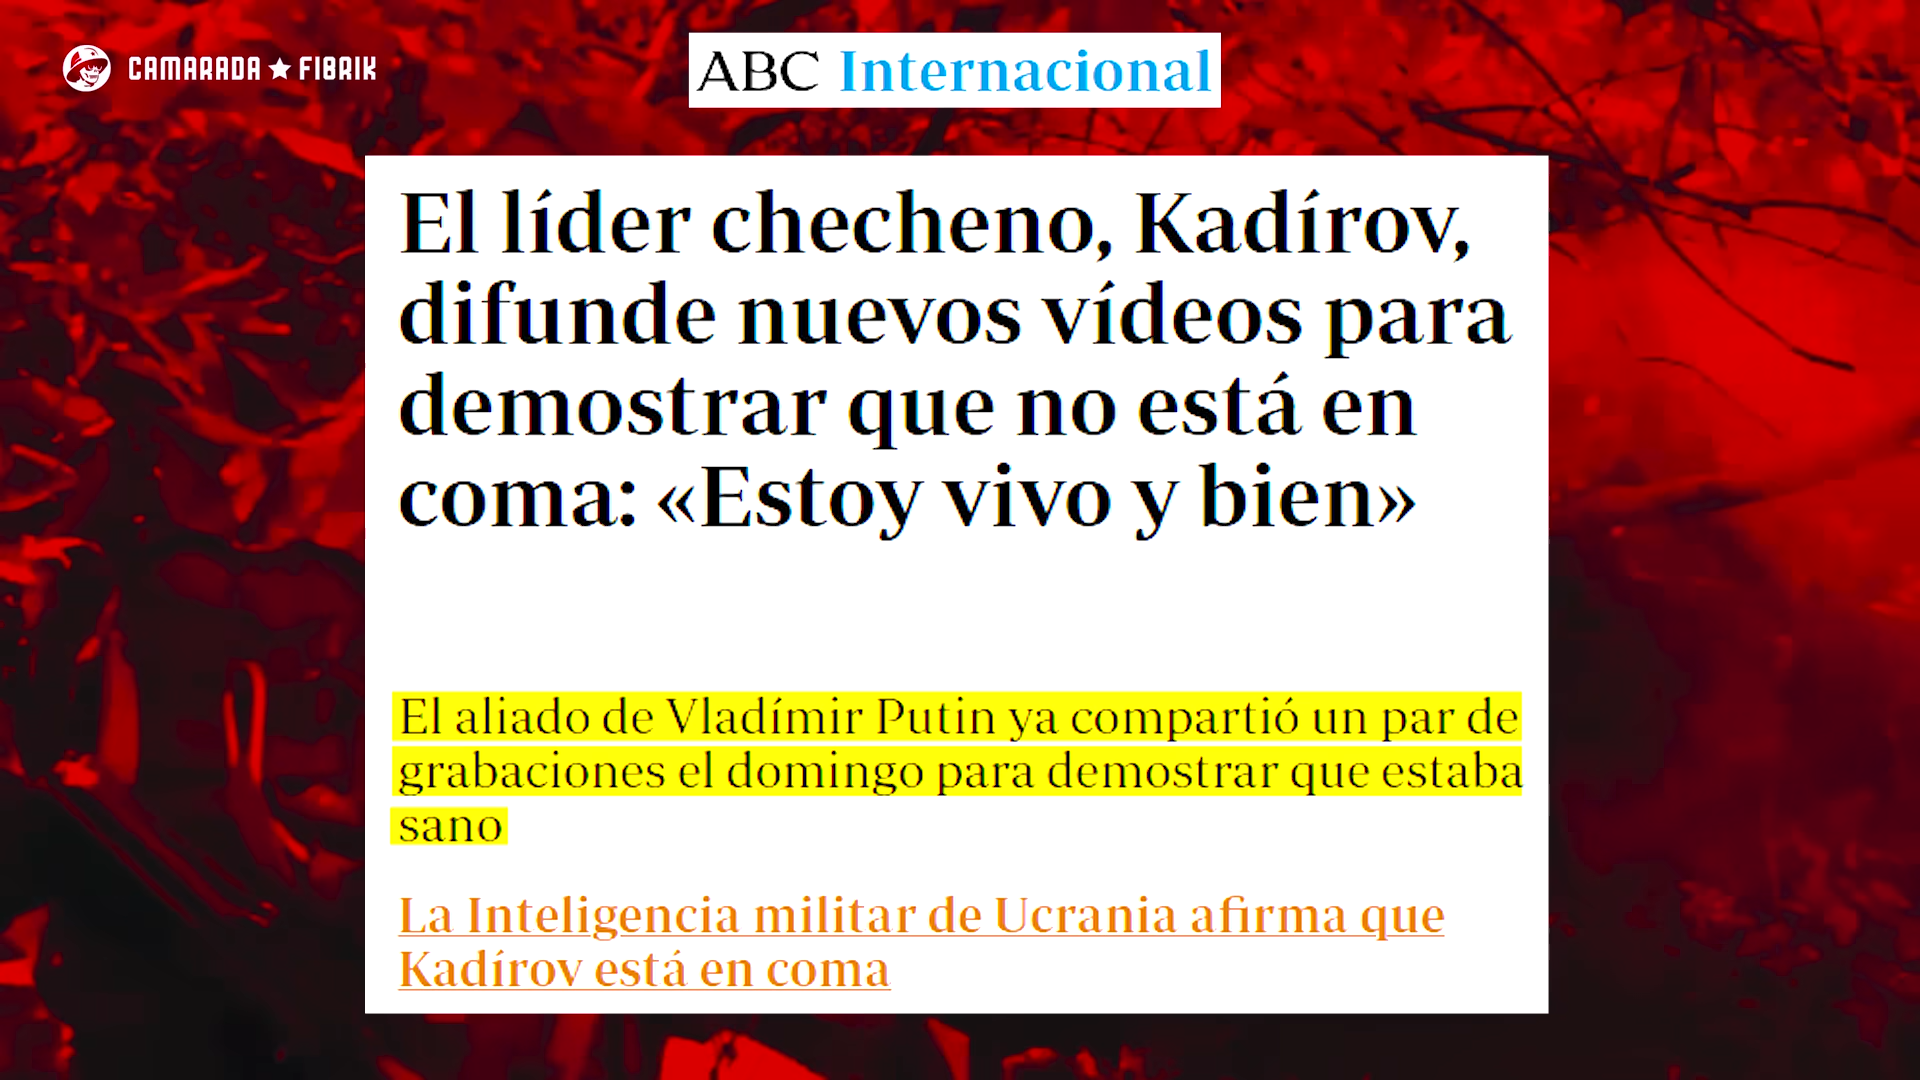 CAMARADA ★ FIBRIK
ABC Internacional
El líder checheno, Kadírov,
difunde nuevos vídeos para
demostrar que no está en
coma: «Estoy vivo y bien»
El aliado de Vladímir Putin ya compartió un par de
grabaciones el domingo para demostrar que estaba
sano
La Inteligencia militar de Ucrania afirma que
Kadírov está en coma